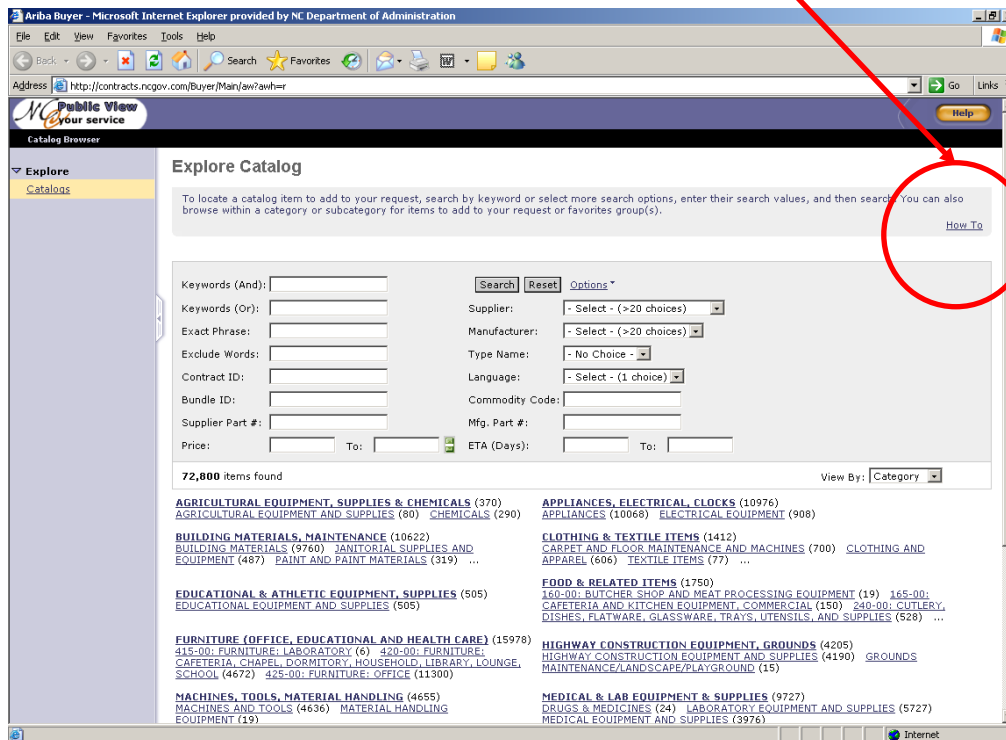 Ariba Buyer - Microsoft Internet Explorer provided by NC Department of Administration
File Edit View Favorites Tools Help
Back Search Favorites
Address http://contracts.ncgov.com/Buyer/Main/aw?awh=r Go Links
NC Public View
@your service
Help
Catalog Browser
Explore
Catalogs
Explore Catalog
To locate a catalog item to add to your request, search by keyword or select more search options, enter their search values, and then search. You can also
browse within a category or subcategory for items to add to your request or favorites group(s).
How To
Keywords (And): Search Reset Options
Keywords (Or): Supplier: - Select - (>20 choices)
Exact Phrase: Manufacturer: - Select - (>20 choices)
Exclude Words: Type Name: - No Choice -
Contract ID: Language: - Select - (1 choice)
Bundle ID: Commodity Code:
Supplier Part #: Mfg. Part #:
Price: To: ETA (Days): To:
72,800 items found View By: Category
AGRICULTURAL EQUIPMENT, SUPPLIES & CHEMICALS (370)
AGRICULTURAL EQUIPMENT AND SUPPLIES (80) CHEMICALS (290)
APPLIANCES, ELECTRICAL, CLOCKS (10976)
APPLIANCES (10068) ELECTRICAL EQUIPMENT (908)
BUILDING MATERIALS, MAINTENANCE (10622)
BUILDING MATERIALS (9760) JANITORIAL SUPPLIES AND
EQUIPMENT (487) PAINT AND PAINT MATERIALS (319) ...
CLOTHING & TEXTILE ITEMS (1412)
CARPET AND FLOOR MAINTENANCE AND MACHINES (700) CLOTHING AND
APPAREL (606) TEXTILE ITEMS (77) ...
EDUCATIONAL & ATHLETIC EQUIPMENT, SUPPLIES (505)
EDUCATIONAL EQUIPMENT AND SUPPLIES (505)
FOOD & RELATED ITEMS (1750)
160-00: BUTCHER SHOP AND MEAT PROCESSING EQUIPMENT (19) 165-00:
CAFETERIA AND KITCHEN EQUIPMENT, COMMERCIAL (150) 240-00: CUTLERY,
DISHES, FLATWARE, GLASSWARE, TRAYS, UTENSILS, AND SUPPLIES (528) ...
FURNITURE (OFFICE, EDUCATIONAL AND HEALTH CARE) (15978)
415-00: FURNITURE: LABORATORY (6) 420-00: FURNITURE:
CAFETERIA, CHAPEL, DORMITORY, HOUSEHOLD, LIBRARY, LOUNGE,
SCHOOL (4672) 425-00: FURNITURE: OFFICE (11300)
HIGHWAY CONSTRUCTION EQUIPMENT, GROUNDS (4205)
HIGHWAY CONSTRUCTION EQUIPMENT AND SUPPLIES (4190) GROUNDS
MAINTENANCE/LANDSCAPE/PLAYGROUND (15)
MACHINES, TOOLS, MATERIAL HANDLING (4655)
MACHINES AND TOOLS (4636) MATERIAL HANDLING
EQUIPMENT (19)
MEDICAL & LAB EQUIPMENT & SUPPLIES (9727)
DRUGS & MEDICINES (24) LABORATORY EQUIPMENT AND SUPPLIES (5727)
MEDICAL EQUIPMENT AND SUPPLIES (3976)
Internet